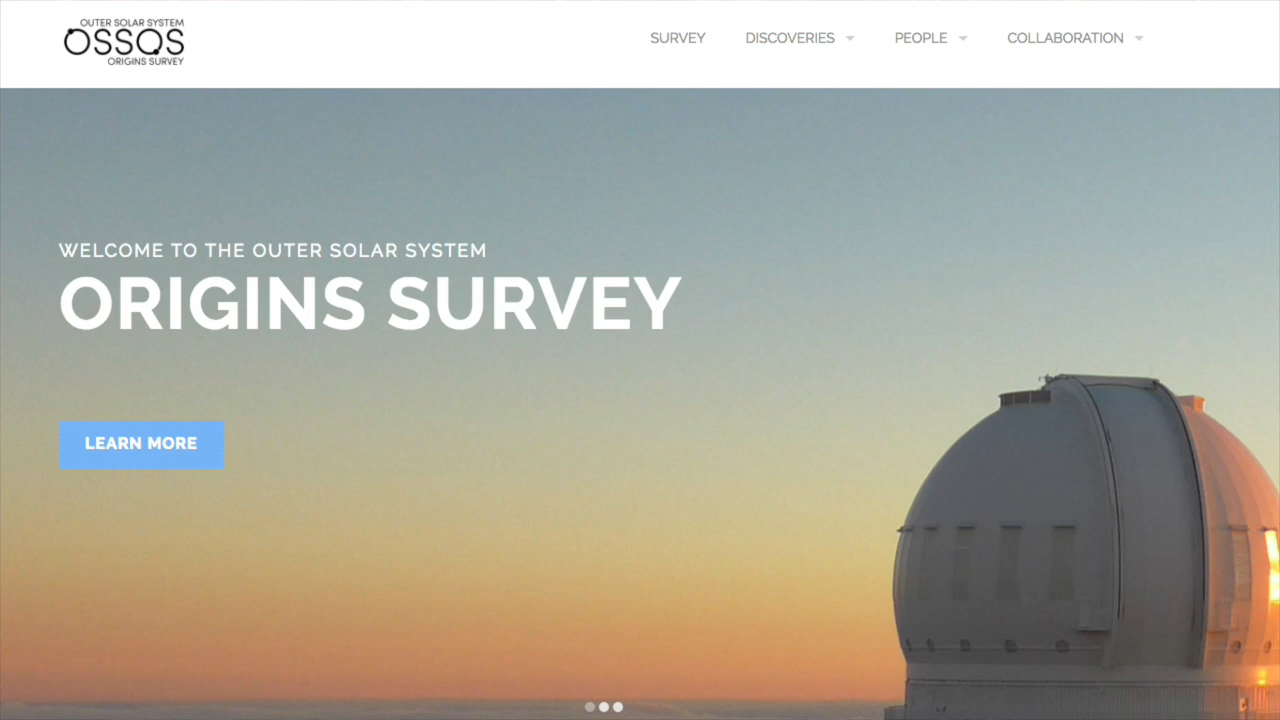 OUTER SOLAR SYSTEM
OSSOS
ORIGINS SURVEY
SURVEY DISCOVERIES PEOPLE COLLABORATION
WELCOME TO THE OUTER SOLAR SYSTEM
ORIGINS SURVEY
LEARN MORE